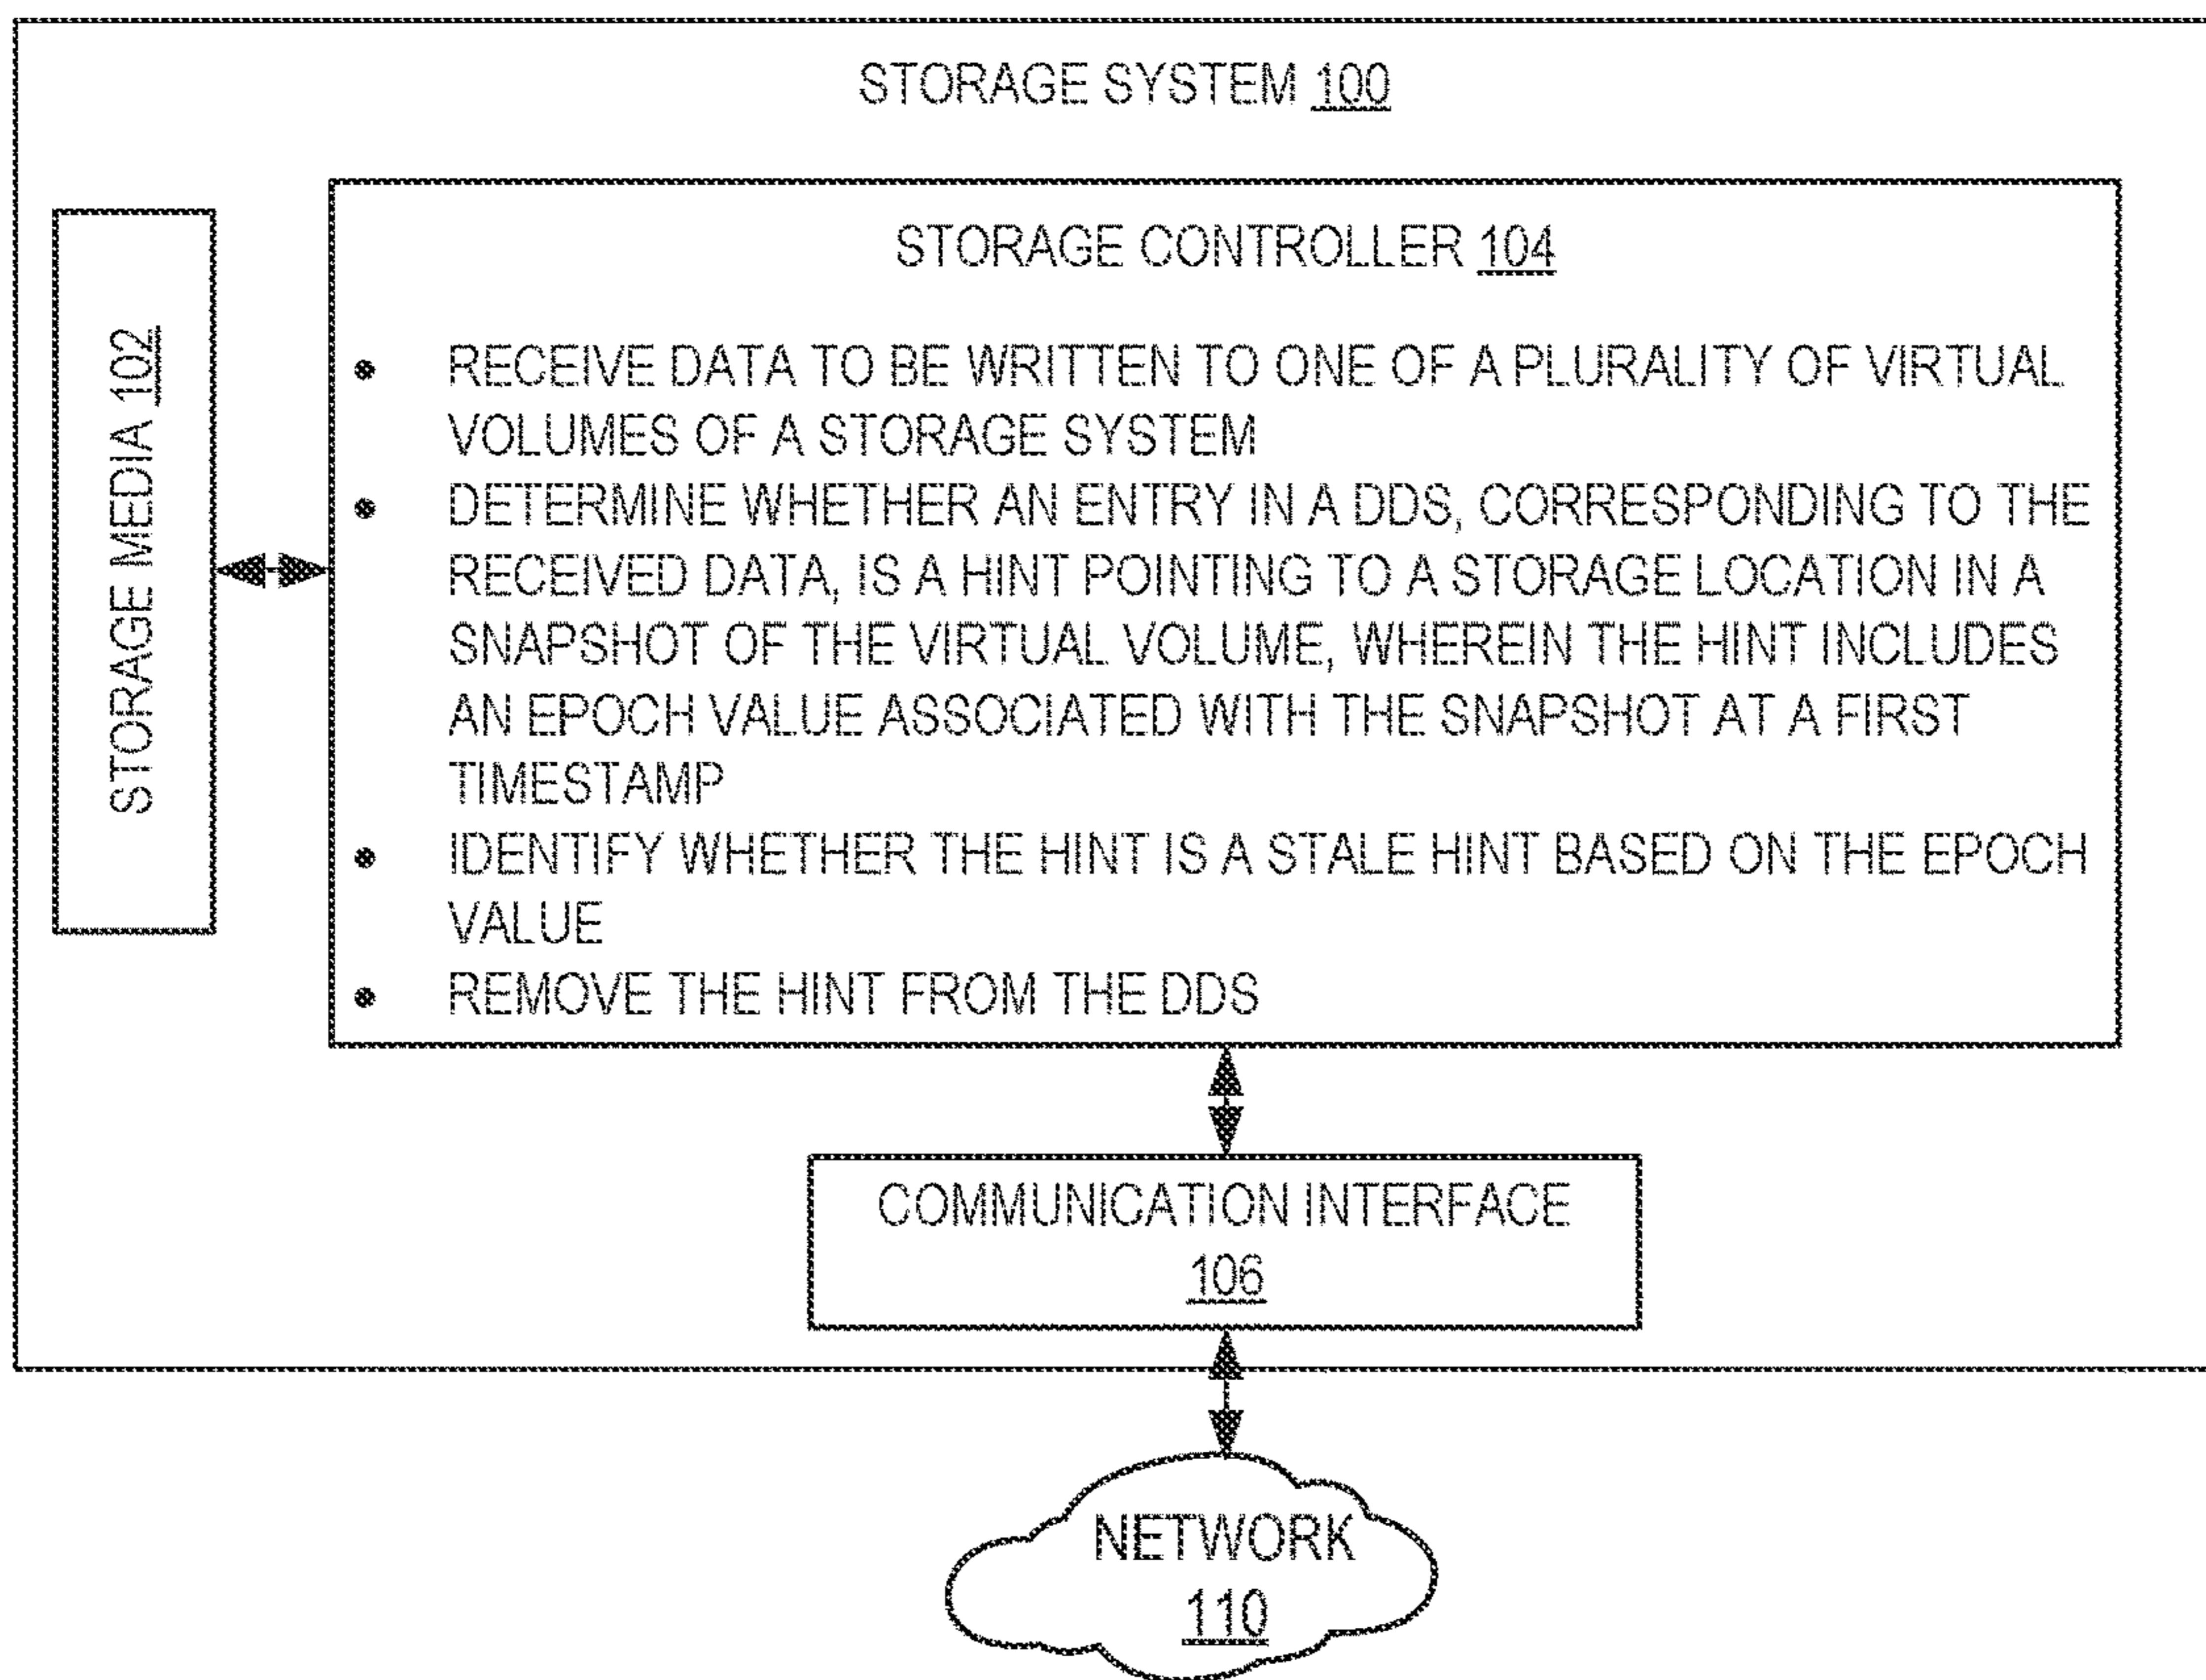 STORAGE SYSTEM 100
STORAGE MEDIA 102
STORAGE CONTROLLER 104
• RECEIVE DATA TO BE WRITTEN TO ONE OF A PLURALITY OF VIRTUAL
VOLUMES OF A STORAGE SYSTEM
• DETERMINE WHETHER AN ENTRY IN A DDS, CORRESPONDING TO THE
RECEIVED DATA, IS A HINT POINTING TO A STORAGE LOCATION IN A
SNAPSHOT OF THE VIRTUAL VOLUME, WHEREIN THE HINT INCLUDES
AN EPOCH VALUE ASSOCIATED WITH THE SNAPSHOT AT A FIRST
TIMESTAMP
• IDENTIFY WHETHER THE HINT IS A STALE HINT BASED ON THE EPOCH
VALUE
• REMOVE THE HINT FROM THE DDS
COMMUNICATION INTERFACE
106
NETWORK
110